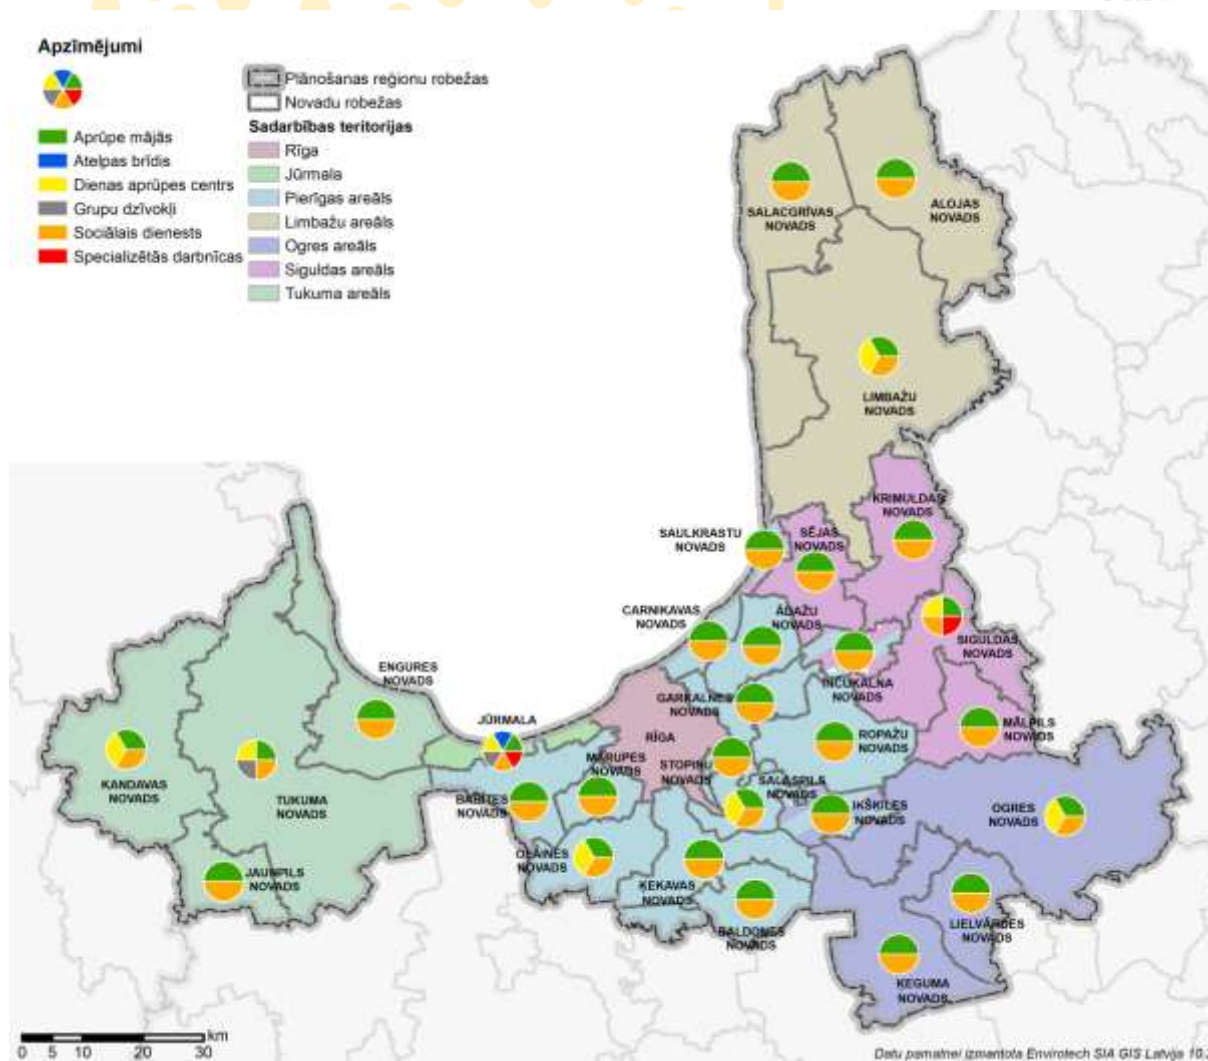 Apzīmējumi
Aprūpe mājās
Atelpas brīdis
Dienas aprūpes centrs
Grupu dzīvokļi
Sociālais dienests
Specializētās darbnīcas
Plānošanas reģionu robežas
Novadu robežas
Sadarbības teritorijas
Rīga
Jūrmala
Pierīgas areāls
Limbažu areāls
Ogres areāls
Siguldas areāls
Tukuma areāls
SALACGRĪVAS
NOVADS
ALOJAS
NOVADS
LIMBAŽU
NOVADS
KRIMULDAS
NOVADS
SAULKRASTU
NOVADS
SĒJAS
NOVADS
CARNIKAVAS
NOVADS
ĀDAŽU
NOVADS
SIGULDAS
NOVADS
INČUKALNA
NOVADS
ENGURES
NOVADS
GARKALNES
NOVADS
MĀLPILS
NOVADS
JŪRMALA
RĪGA
ROPAŽU
NOVADS
MĀRUPES
NOVADS
STOPIŅU
NOVADS
SALASPILS
NOVADS
KANDAVAS
NOVADS
TUKUMA
NOVADS
BABĪTES
NOVADS
IKŠĶILES
NOVADS
OGRES
NOVADS
OLAINES
NOVADS
JAUNPILS
NOVADS
ĶEKAVAS
NOVADS
BALDONES
NOVADS
LIELVĀRDES
NOVADS
ĶEGUMA
NOVADS
km
0 5 10 20 30
Datu pamatnei izmantota Envirotech SIA GIS Latvija 10.